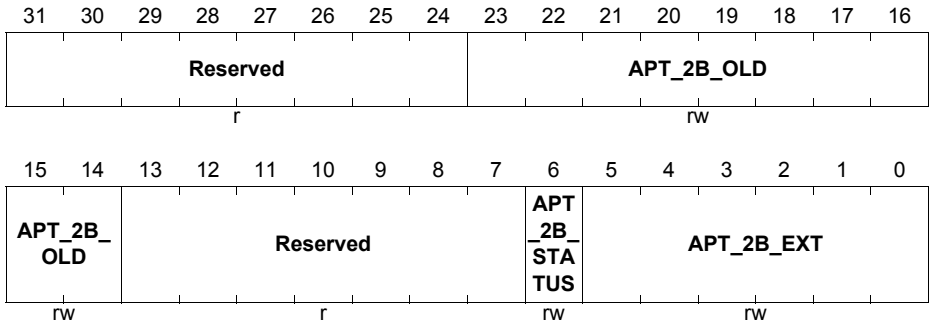 31 30 29 28 27 26 25 24 23 22 21 20 19 18 17 16
Reserved APT_2B_OLD
r rw
15 14 13 12 11 10 9 8 7 6 5 4 3 2 1 0
APT_2B_
OLD
Reserved
APT
_2B_
STA
TUS
APT_2B_EXT
rw r rw rw